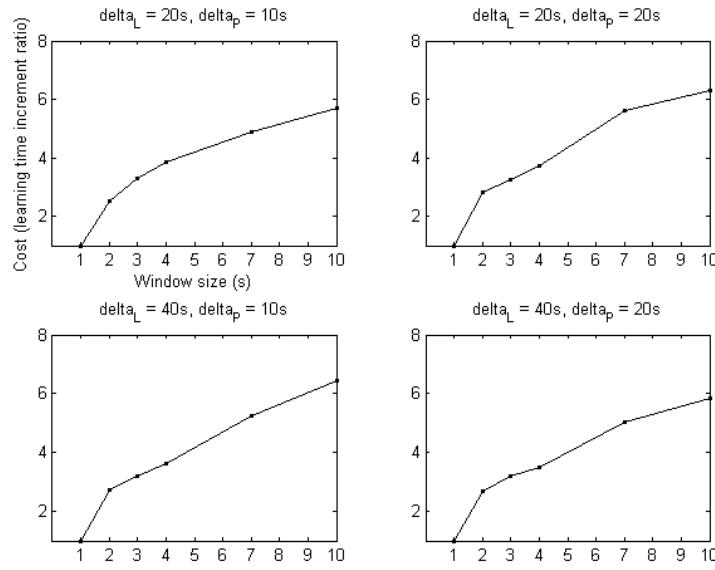 delta_L = 20s, delta_P = 10s
delta_L = 20s, delta_P = 20s
Cost (learning time increment ratio)
8
6
4
2
1 2 3 4 5 6 7 8 9 10
Window size (s)
8
6
4
2
1 2 3 4 5 6 7 8 9 10
delta_L = 40s, delta_P = 10s
delta_L = 40s, delta_P = 20s
8
6
4
2
1 2 3 4 5 6 7 8 9 10
8
6
4
2
1 2 3 4 5 6 7 8 9 10